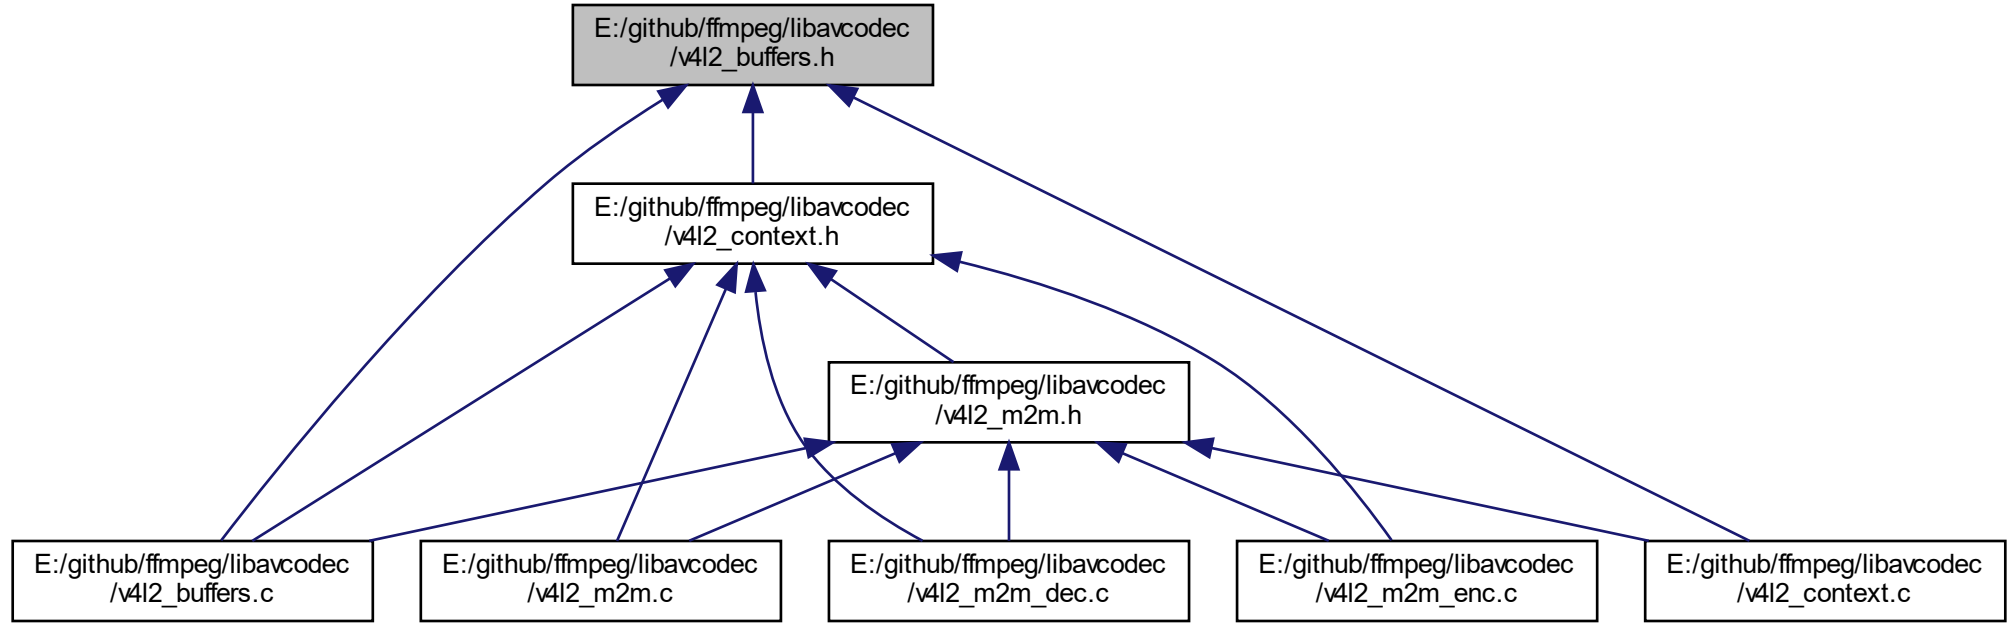 E:/github/ffmpeg/libavcodec
/v4l2_buffers.h
E:/github/ffmpeg/libavcodec
/v4l2_context.h
E:/github/ffmpeg/libavcodec
/v4l2_m2m.h
E:/github/ffmpeg/libavcodec
/v4l2_buffers.c
E:/github/ffmpeg/libavcodec
/v4l2_m2m.c
E:/github/ffmpeg/libavcodec
/v4l2_m2m_dec.c
E:/github/ffmpeg/libavcodec
/v4l2_m2m_enc.c
E:/github/ffmpeg/libavcodec
/v4l2_context.c